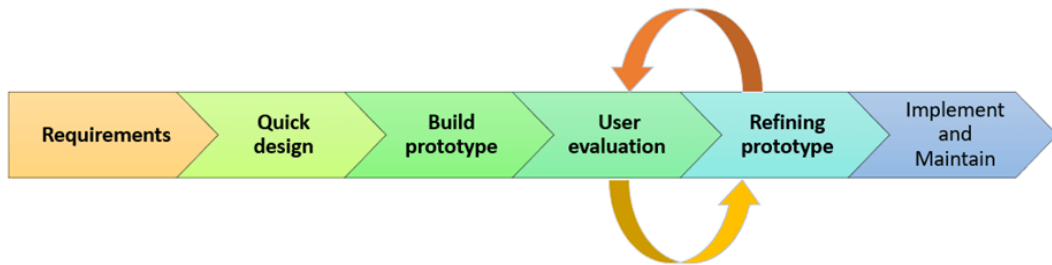 Requirements
Quick
design
Build
prototype
User
evaluation
Refining
prototype
Implement
and
Maintain